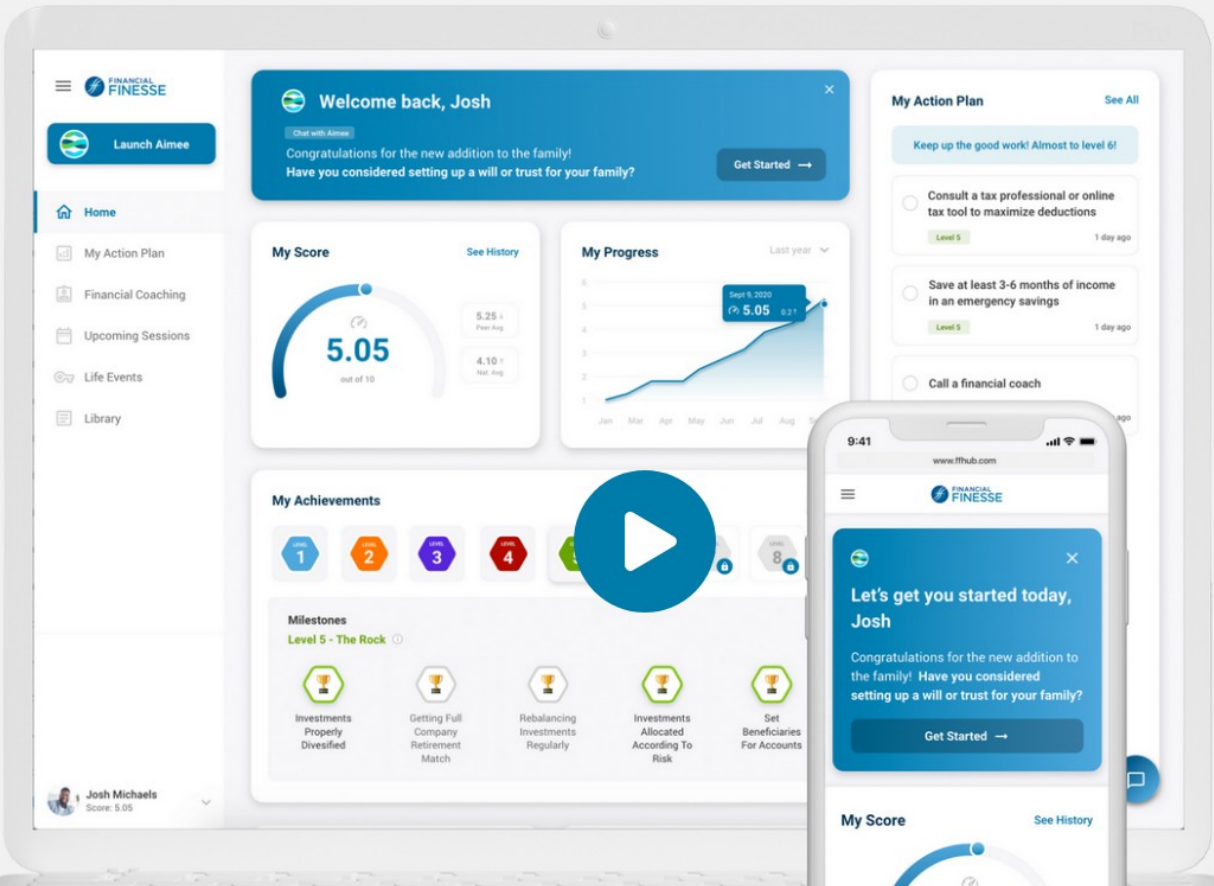 FINANCIAL
FINESSE
Launch Aimee
Home
My Action Plan
Financial Coaching
Upcoming Sessions
Life Events
Library
Josh Michaels
Score: 5.05
Welcome back, Josh
Chat with Aimee
Congratulations for the new addition to the family!
Have you considered setting up a will or trust for your family?
Get Started →
My Score
See History
5.05
out of 10
5.25
Peer Avg
4.10
Nat. Avg
My Progress
Last year
Sept 9, 2020
5.05 0.2↑
6
5
4
3
2
1
Jan Mar Apr May Jun Jul Aug
My Achievements
LEVEL
1
LEVEL
2
LEVEL
3
LEVEL
4
LEVEL
8
Milestones
Level 5 - The Rock
Investments
Properly
Divesified
Getting Full
Company
Retirement
Match
Rebalancing
Investments
Regularly
Investments
Allocated
According To
Risk
Set
Beneficiaries
For Accounts
My Action Plan
See All
Keep up the good work! Almost to level 6!
Consult a tax professional or online
tax tool to maximize deductions
Level 5
1 day ago
Save at least 3-6 months of income
in an emergency savings
Level 5
1 day ago
Call a financial coach
ago
9:41
www.ffhub.com
FINANCIAL
FINESSE
Let's get you started today,
Josh
Congratulations for the new addition to
the family! Have you considered
setting up a will or trust for your family?
Get Started →
My Score
See History